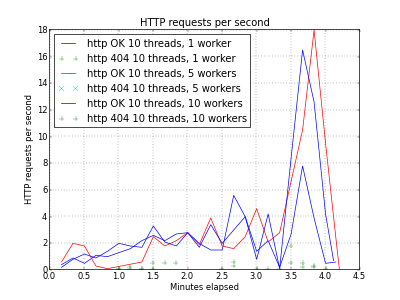 HTTP requests per second
18
16
14
12
10
8
6
4
2
0
HTTP requests per second
http OK 10 threads, 1 worker
http 404 10 threads, 1 worker
http OK 10 threads, 5 workers
http 404 10 threads, 5 workers
http OK 10 threads, 10 workers
http 404 10 threads, 10 workers
0.0 0.5 1.0 1.5 2.0 2.5 3.0 3.5 4.0 4.5
Minutes elapsed